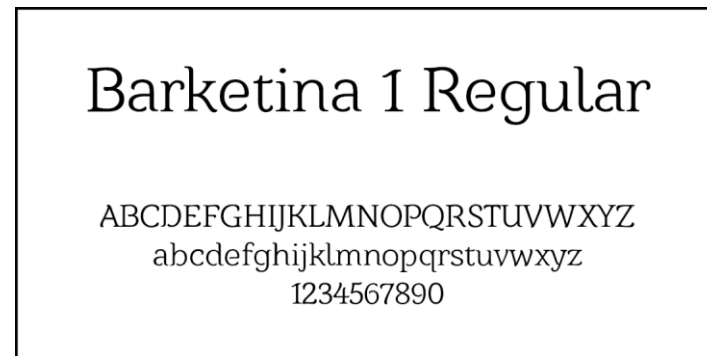 Barketina 1 Regular
ABCDEFGHIJKLMNOPQRSTUVWXYZ
abcdefghijklmnopqrstuvwxyz
1234567890